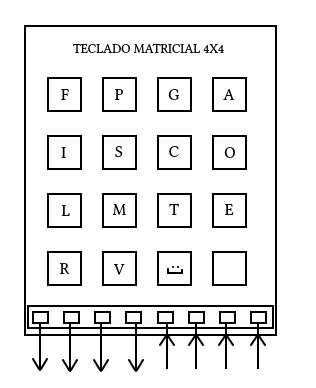 TECLADO MATRICIAL 4X4
F P G A
I S C O
L M T E
R V